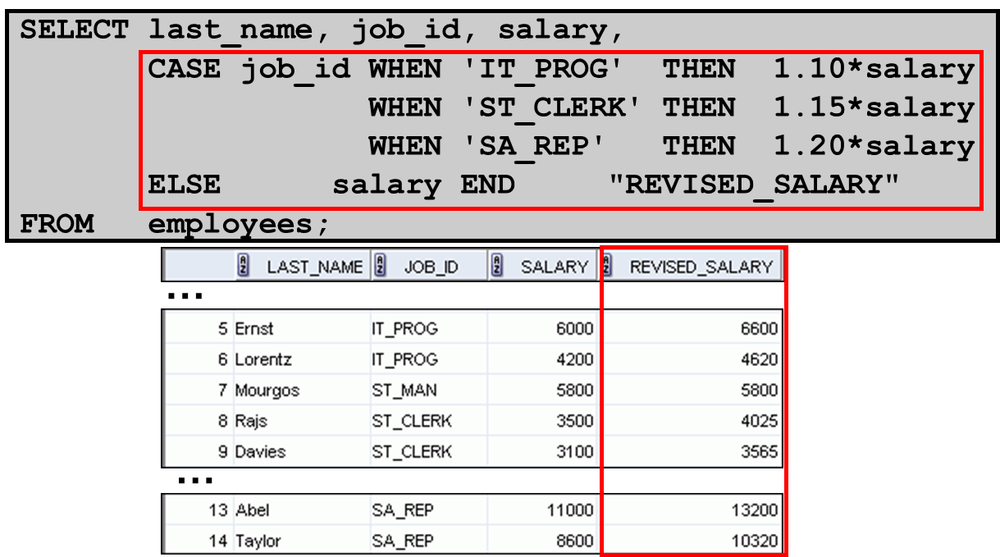 SELECT last_name, job_id, salary,
CASE job_id WHEN 'IT_PROG' THEN 1.10*salary
WHEN 'ST_CLERK' THEN 1.15*salary
WHEN 'SA_REP' THEN 1.20*salary
ELSE salary END "REVISED_SALARY"
FROM employees;
LAST_NAME JOB_ID SALARY REVISED_SALARY
...
5 Ernst IT_PROG 6000 6600
6 Lorentz IT_PROG 4200 4620
7 Mourgos ST_MAN 5800 5800
8 Rajs ST_CLERK 3500 4025
9 Davies ST_CLERK 3100 3565
...
13 Abel SA_REP 11000 13200
14 Taylor SA_REP 8600 10320